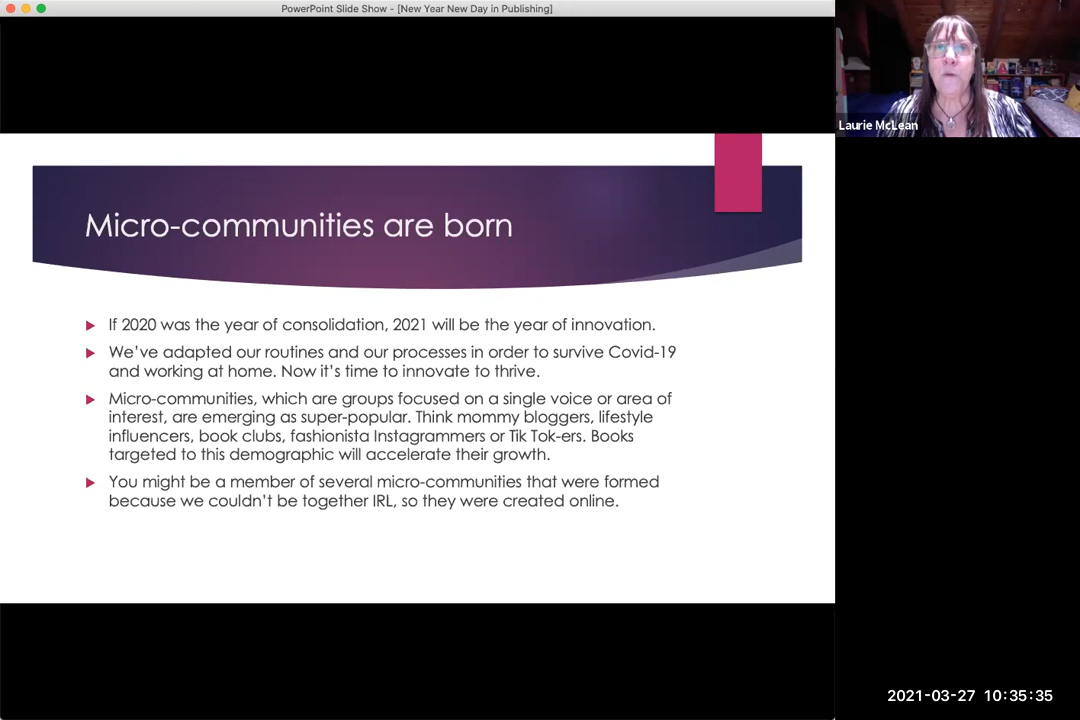 PowerPoint Slide Show - [New Year New Day in Publishing]
Laurie McLean
Micro-communities are born
If 2020 was the year of consolidation, 2021 will be the year of innovation.
We've adapted our routines and our processes in order to survive Covid-19
and working at home. Now it's time to innovate to thrive.
Micro-communities, which are groups focused on a single voice or area of
interest, are emerging as super-popular. Think mommy bloggers, lifestyle
influencers, book clubs, fashionista Instagrammers or Tik Tok-ers. Books
targeted to this demographic will accelerate their growth.
You might be a member of several micro-communities that were formed
because we couldn't be together IRL, so they were created online.
2021-03-27 10:35:35